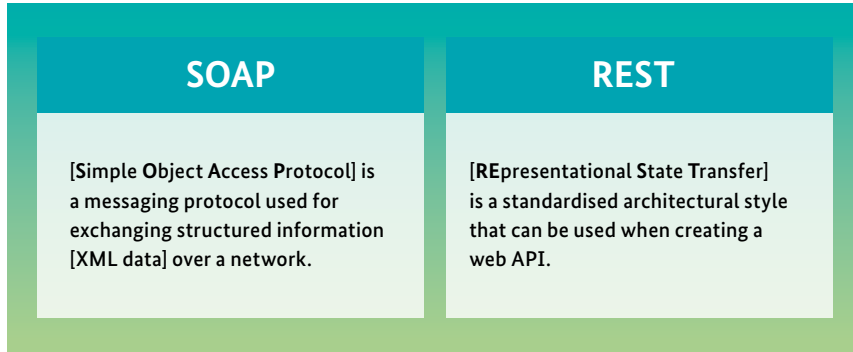 SOAP
[Simple Object Access Protocol] is
a messaging protocol used for
exchanging structured information
[XML data] over a network.
REST
[REpresentational State Transfer]
is a standardised architectural style
that can be used when creating a
web API.